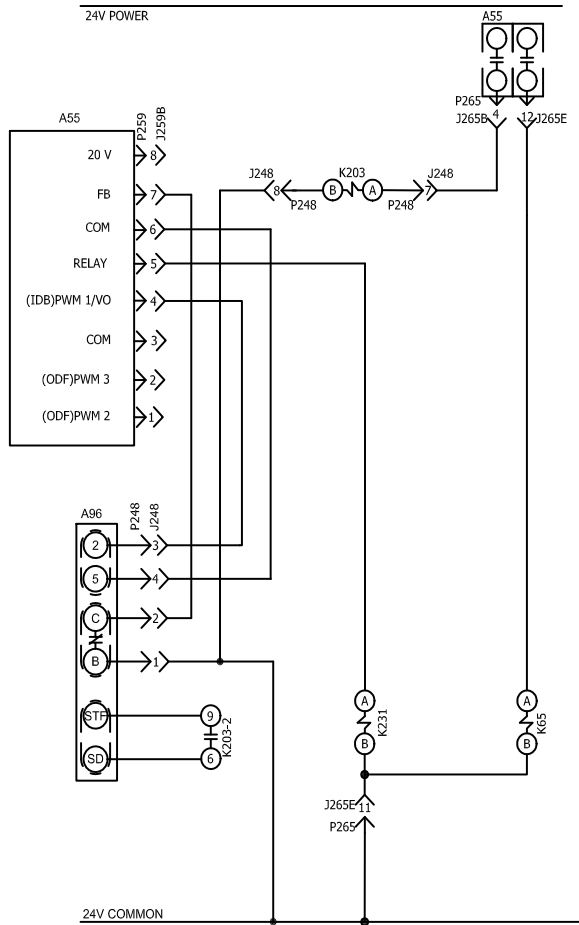 24V POWER
A55
P265
4
12
J265B
J265E
A55
P259
J259B
20 V
8
FB
7
COM
6
RELAY
5
(IDB)PWM 1/VO
4
COM
3
(ODF)PWM 3
2
(ODF)PWM 2
1
J248
K203
J248
8
B
A
7
P248
P248
A96
P248
J248
2
3
5
4
C
2
B
1
STF
9
K203-2
SD
6
A
K231
B
A
K65
B
J265E
11
P265
24V COMMON